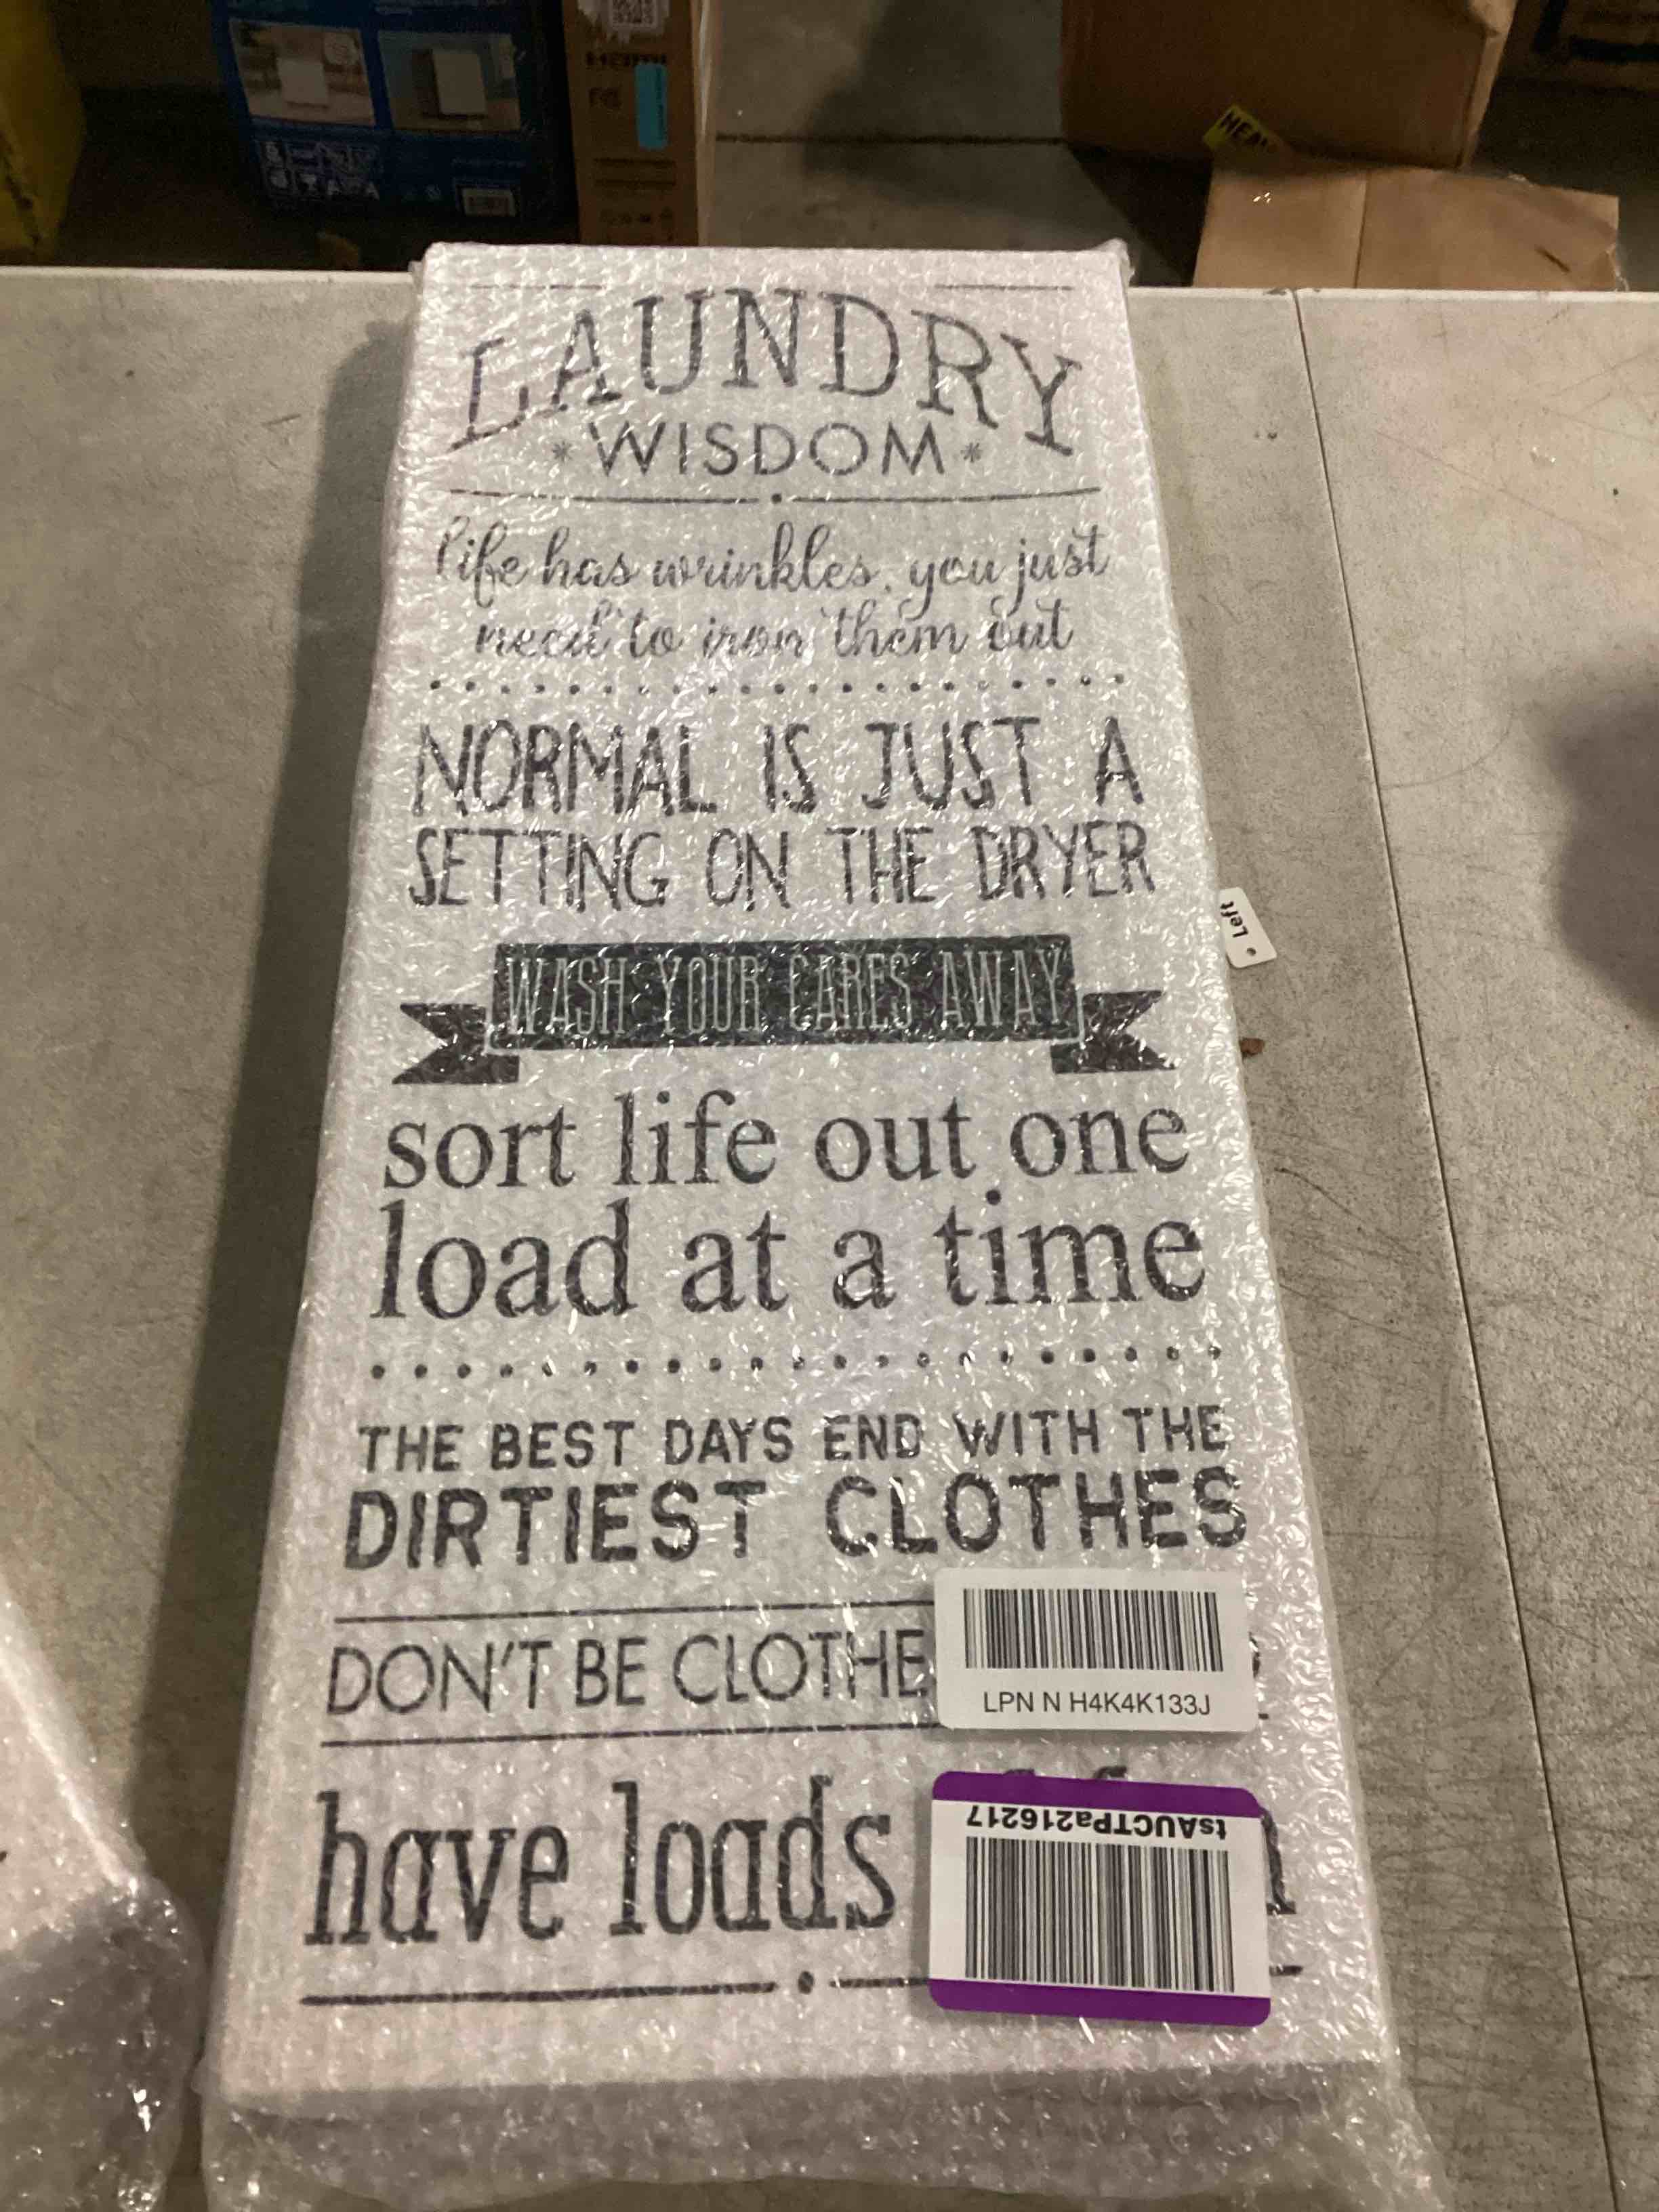 HEA
LAUNDRY
* WISDOM *
life has wrinkles, you just
need to iron them out
NORMAL IS JUST A
SETTING ON THE DRYER
Left
WASH YOUR CARES AWAY
sort life out one
load at a time
THE BEST DAYS END WITH THE
DIRTIEST CLOTHES
DON'T BE CLOTHE
LPN N H4K4K133J
have loads
tsAUCTPa216217